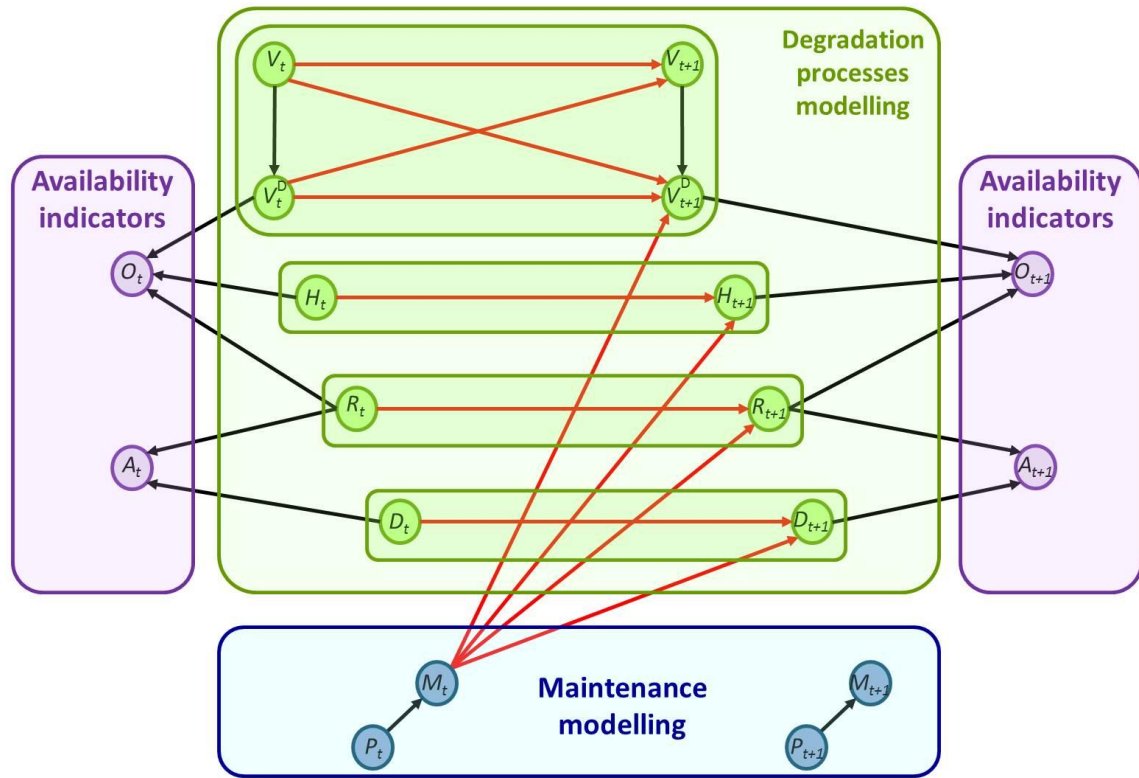 Degradation
processes
modelling
V_t
V_{t+1}
V_t^D
V_{t+1}^D
Availability
indicators
Availability
indicators
O_t
O_{t+1}
H_t
H_{t+1}
R_t
R_{t+1}
A_t
A_{t+1}
D_t
D_{t+1}
M_t
Maintenance
modelling
M_{t+1}
P_t
P_{t+1}